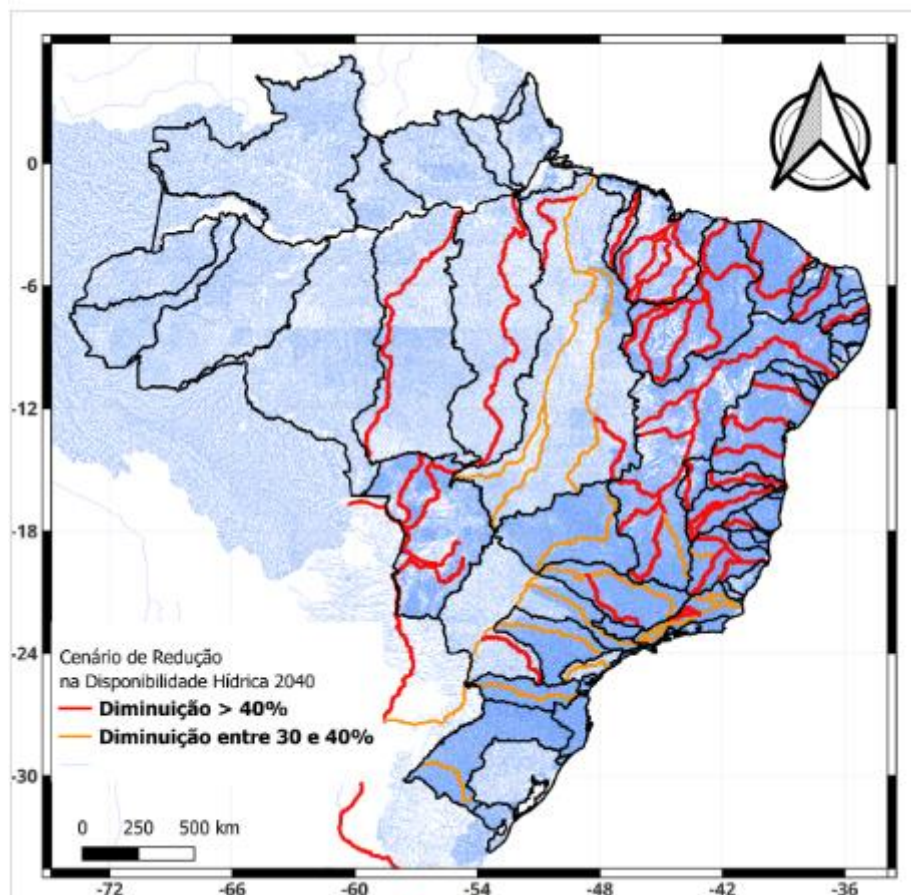 0
-6
-12
-18
-24
-30
Cenário de Redução
na Disponibilidade Hídrica 2040
Diminuição > 40%
Diminuição entre 30 e 40%
0 250 500 km
-72 -66 -60 -54 -48 -42 -36